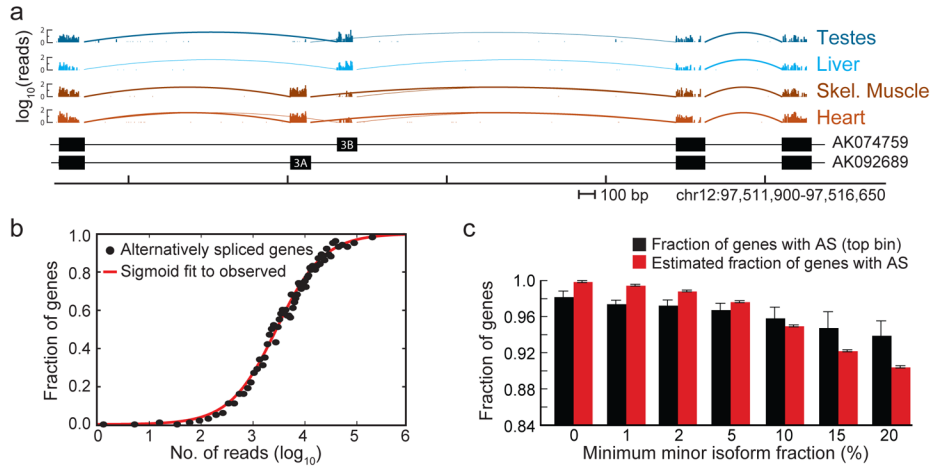 a
log10(reads)
2
0
Testes
2
0
Liver
2
0
Skel. Muscle
2
0
Heart
3B
AK074759
3A
AK092689
100 bp
chr12:97,511,900-97,516,650
b
Fraction of genes
1.0
0.8
0.6
0.4
0.2
0.0
Alternatively spliced genes
Sigmoid fit to observed
0 1 2 3 4 5 6
No. of reads (log10)
c
Fraction of genes with AS (top bin)
Estimated fraction of genes with AS
Fraction of genes
1.0
0.96
0.92
0.88
0.84
0 1 2 5 10 15 20
Minimum minor isoform fraction (%)